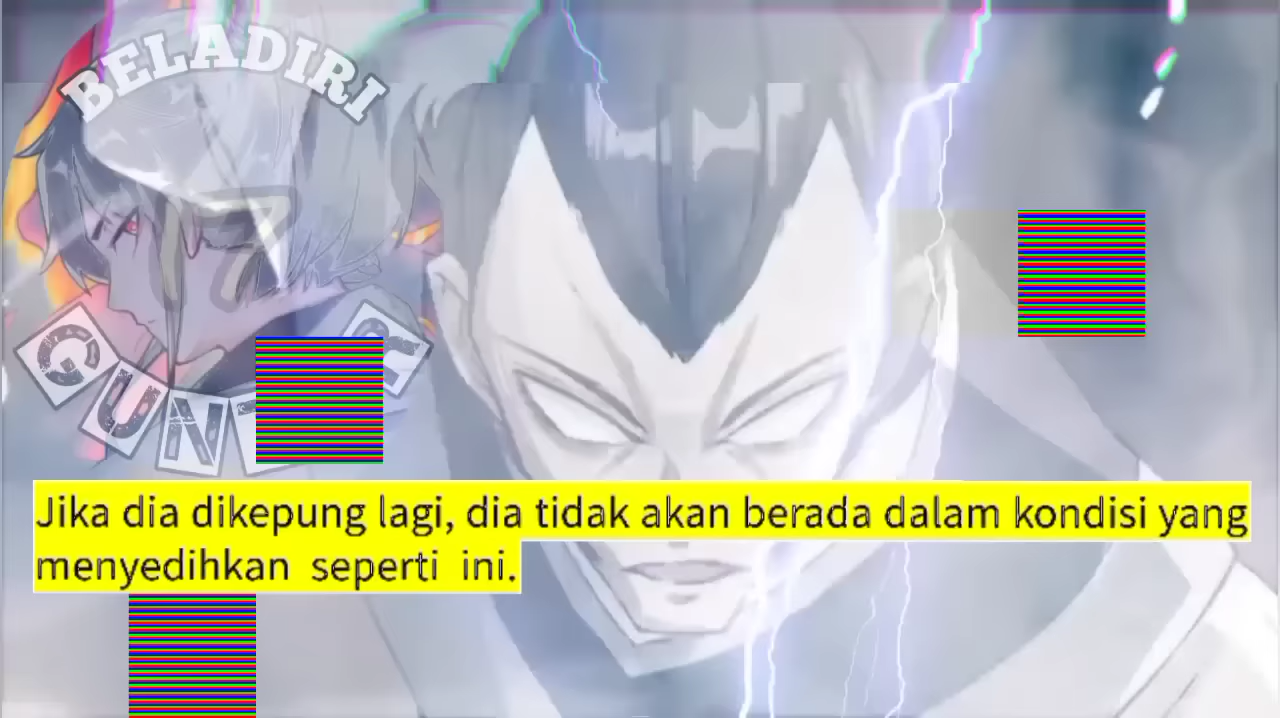 BELADIRI
Jika dia dikepung lagi, dia tidak akan berada dalam kondisi yang
menyedihkan seperti ini.